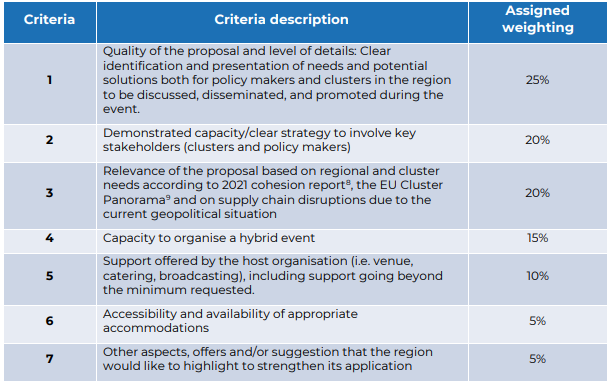 Criteria Criteria description Assigned weighting
1 Quality of the proposal and level of details: Clear
identification and presentation of needs and potential
solutions both for policy makers and clusters in the region
to be discussed, disseminated, and promoted during the
event. 25%
2 Demonstrated capacity/clear strategy to involve key
stakeholders (clusters and policy makers) 20%
3 Relevance of the proposal based on regional and cluster
needs according to 2021 cohesion report⁸, the EU Cluster
Panorama⁹ and on supply chain disruptions due to the
current geopolitical situation 20%
4 Capacity to organise a hybrid event 15%
5 Support offered by the host organisation (i.e. venue,
catering, broadcasting), including support going beyond
the minimum requested. 10%
6 Accessibility and availability of appropriate
accommodations 5%
7 Other aspects, offers and/or suggestion that the region
would like to highlight to strengthen its application 5%